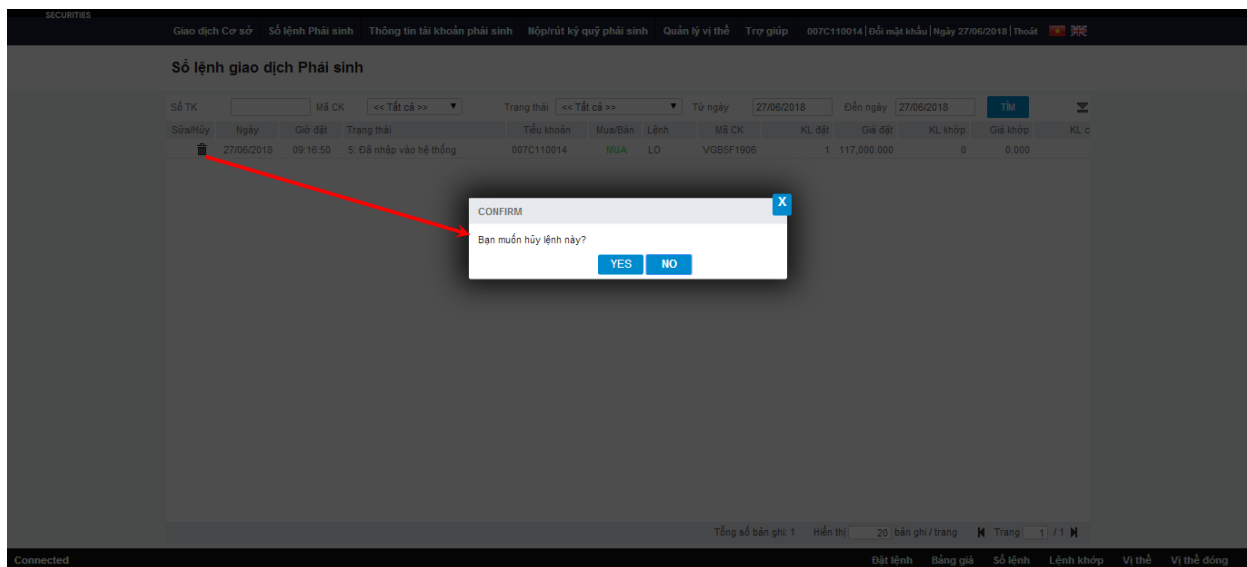 SECURITIES
Giao dịch Cơ sở Sổ lệnh Phái sinh Thông tin tài khoản phái sinh Nộp/rút ký quỹ phái sinh Quản lý vị thế Trợ giúp 007C110014 | Đổi mật khẩu | Ngày 27/06/2018 | Thoát
Sổ lệnh giao dịch Phái sinh
Số TK Mã CK << Tất cả >> Trạng thái << Tất cả >> Từ ngày 27/06/2018 Đến ngày 27/06/2018 TÌM
Sửa/Hủy Ngày Giờ đặt Trạng thái Tiểu khoản Mua/Bán Lệnh Mã CK KL đặt Giá đặt KL khớp Giá khớp KL c
27/06/2018 09:16:50 5: Đã nhập vào hệ thống 007C110014 MUA LO VGB5F1906 1 117,000.000 0 0.000
CONFIRM X
Bạn muốn hủy lệnh này?
YES NO
Tổng số bản ghi: 1 Hiển thị 20 bản ghi / trang Trang 1 / 1
Connected Đặt lệnh Bảng giá Sổ lệnh Lệnh khớp Vị thế Vị thế đóng